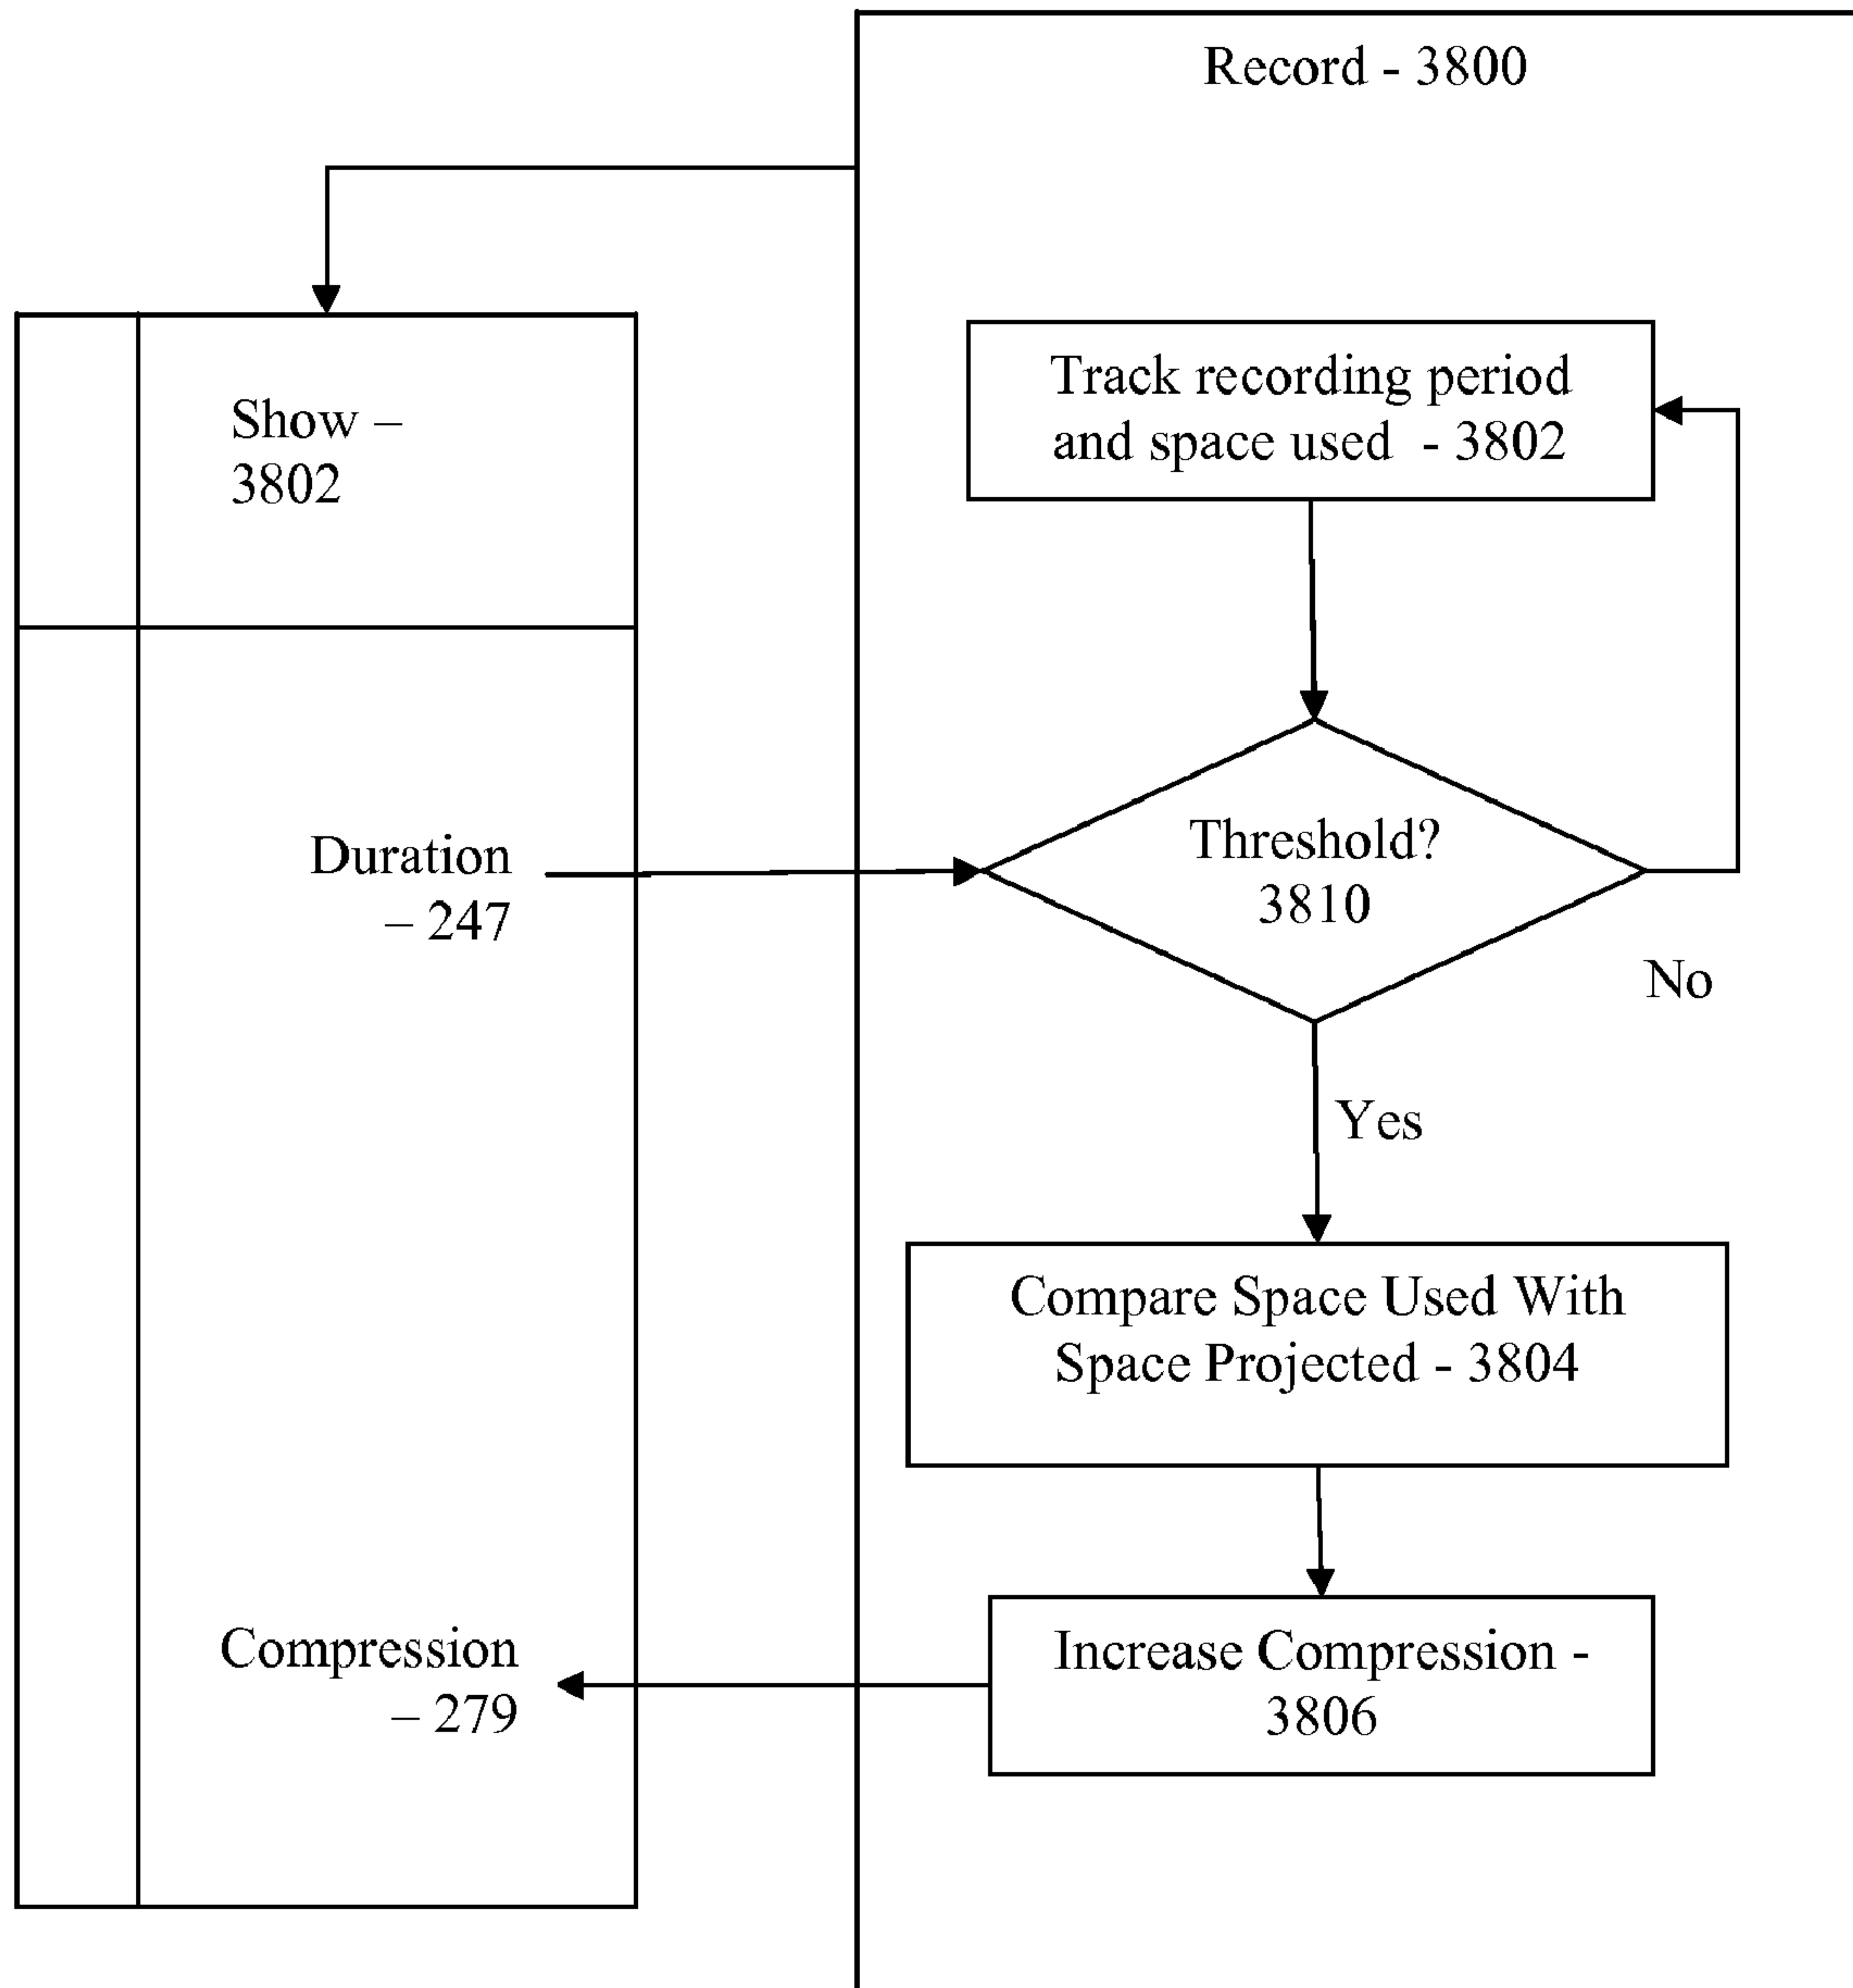 Record - 3800
Show –
3802
Track recording period
and space used  - 3802
Duration
– 247
Threshold?
3810
No
Yes
Compare Space Used With
Space Projected - 3804
Compression
– 279
Increase Compression -
3806